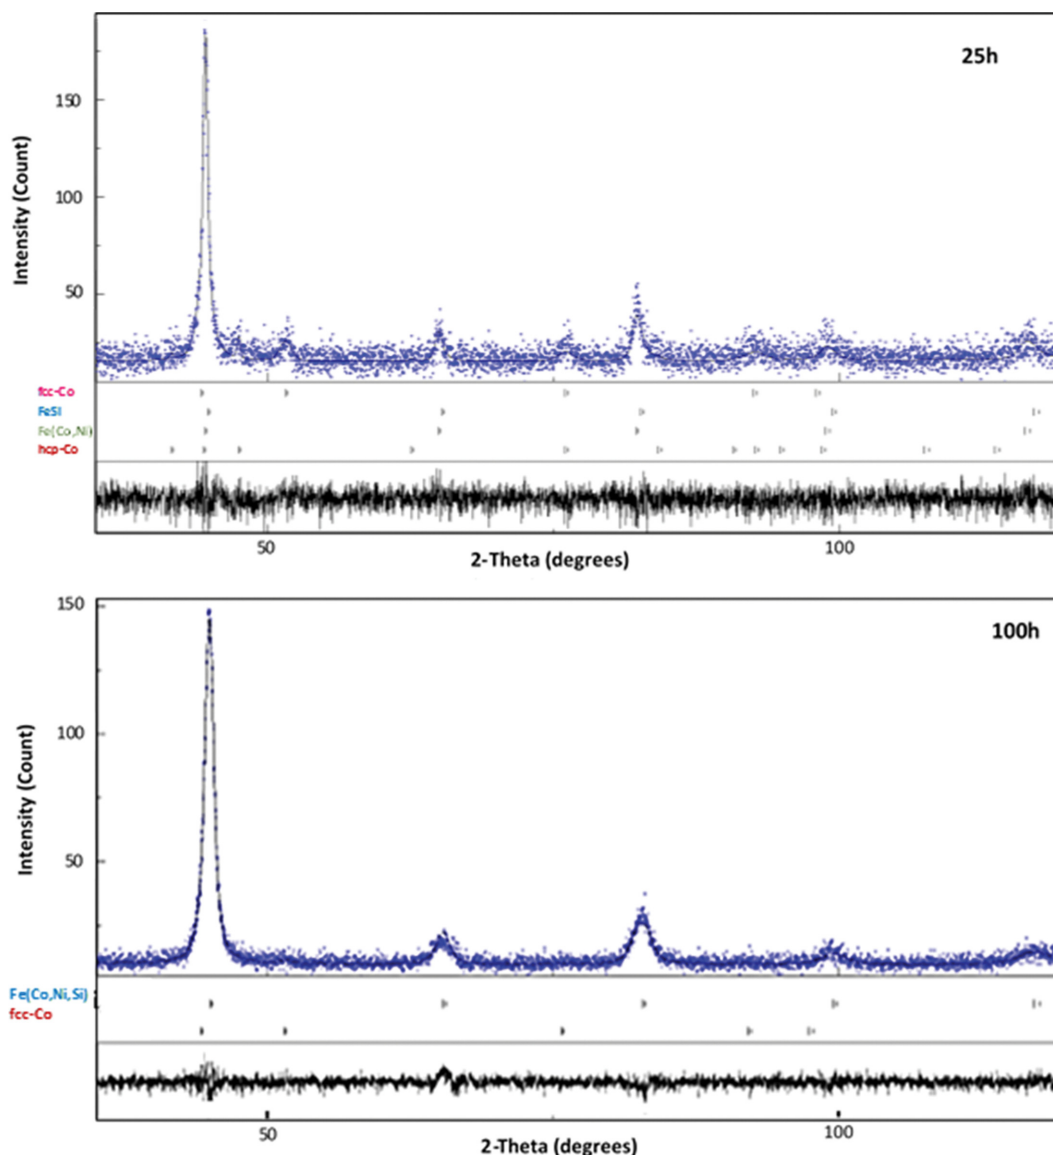 25h
150
100
50
Intensity (Count)
fcc-Co
FeSi
Fe(Co,Ni)
hcp-Co
50
100
2-Theta (degrees)
150
100h
100
50
Intensity (Count)
Fe(Co,Ni,Si)
fcc-Co
50
100
2-Theta (degrees)